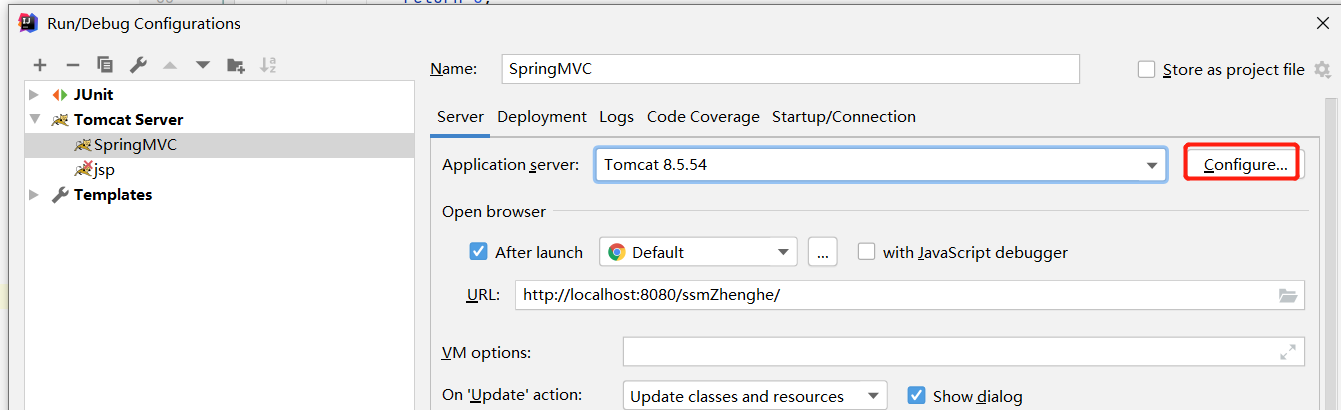 return 0;
Run/Debug Configurations
Name: SpringMVC Store as project file
JUnit
Tomcat Server
SpringMVC
jsp
Templates
Server Deployment Logs Code Coverage Startup/Connection
Application server: Tomcat 8.5.54 Configure...
Open browser
After launch Default ... with JavaScript debugger
URL: http://localhost:8080/ssmZhenghe/
VM options:
On 'Update' action: Update classes and resources Show dialog